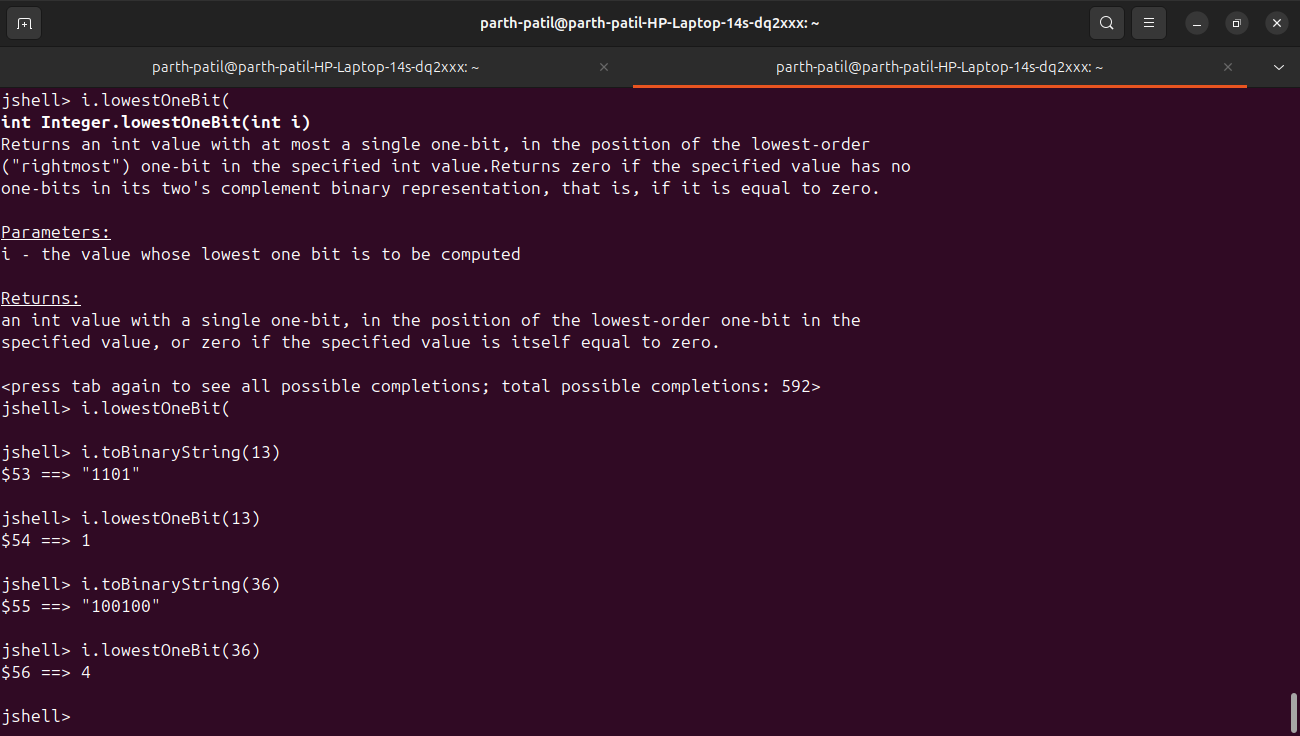 parth-patil@parth-patil-HP-Laptop-14s-dq2xxx: ~
parth-patil@parth-patil-HP-Laptop-14s-dq2xxx: ~
parth-patil@parth-patil-HP-Laptop-14s-dq2xxx: ~
jshell> i.lowestOneBit(
int Integer.lowestOneBit(int i)
Returns an int value with at most a single one-bit, in the position of the lowest-order
("rightmost") one-bit in the specified int value.Returns zero if the specified value has no
one-bits in its two's complement binary representation, that is, if it is equal to zero.
Parameters:
i - the value whose lowest one bit is to be computed
Returns:
an int value with a single one-bit, in the position of the lowest-order one-bit in the
specified value, or zero if the specified value is itself equal to zero.
<press tab again to see all possible completions; total possible completions: 592>
jshell> i.lowestOneBit(
jshell> i.toBinaryString(13)
$53 ==> "1101"
jshell> i.lowestOneBit(13)
$54 ==> 1
jshell> i.toBinaryString(36)
$55 ==> "100100"
jshell> i.lowestOneBit(36)
$56 ==> 4
jshell>